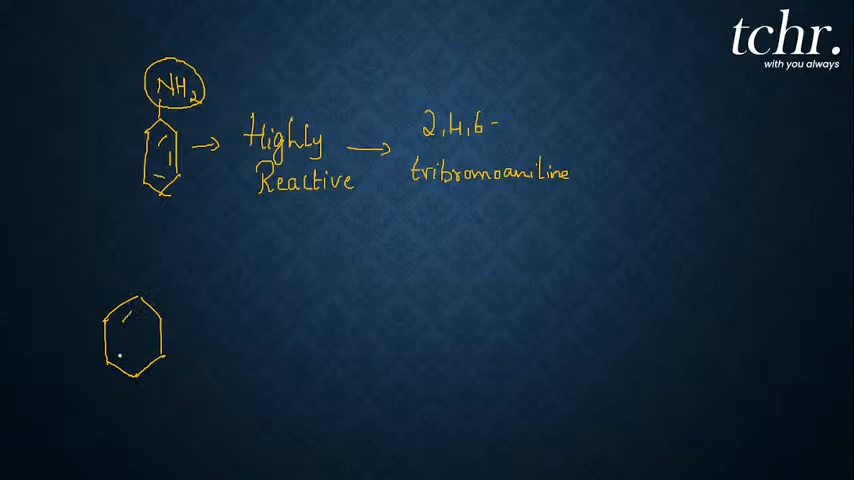 tchr.
with you always
NH2
Highly
Reactive
2,4,6-
tribromoaniline